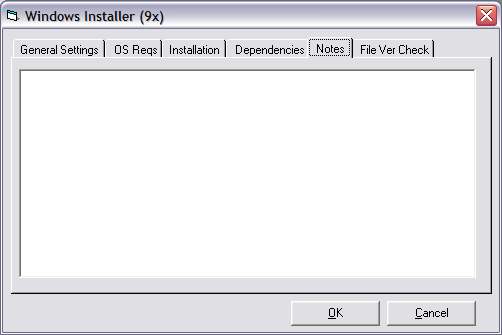 Windows Installer (9x)
General Settings OS Reqs Installation Dependencies Notes File Ver Check
OK Cancel